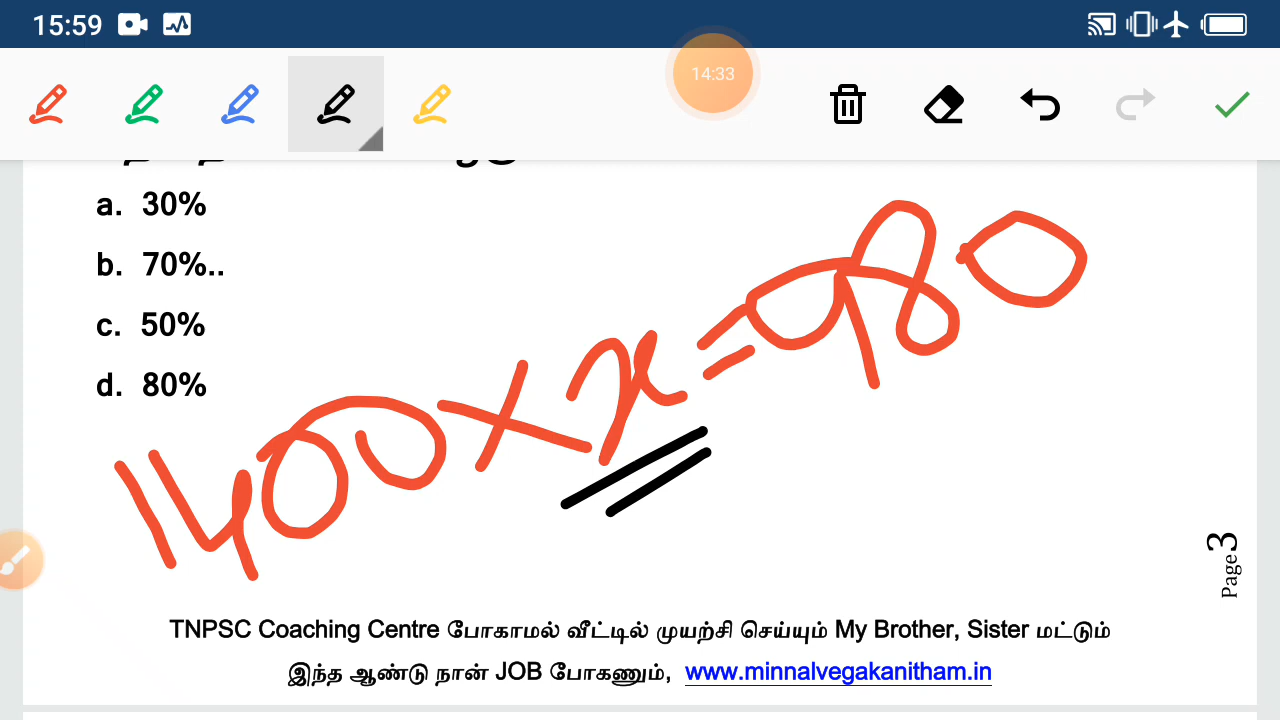 15:59
14:33
a. 30%
b. 70%..
c. 50%
d. 80%
1400 × x = 980
Page 3
TNPSC Coaching Centre போகாமல் வீட்டில் முயற்சி செய்யும் My Brother, Sister மட்டும்
இந்த ஆண்டு நான் JOB போகணும், www.minnalvegakanitham.in